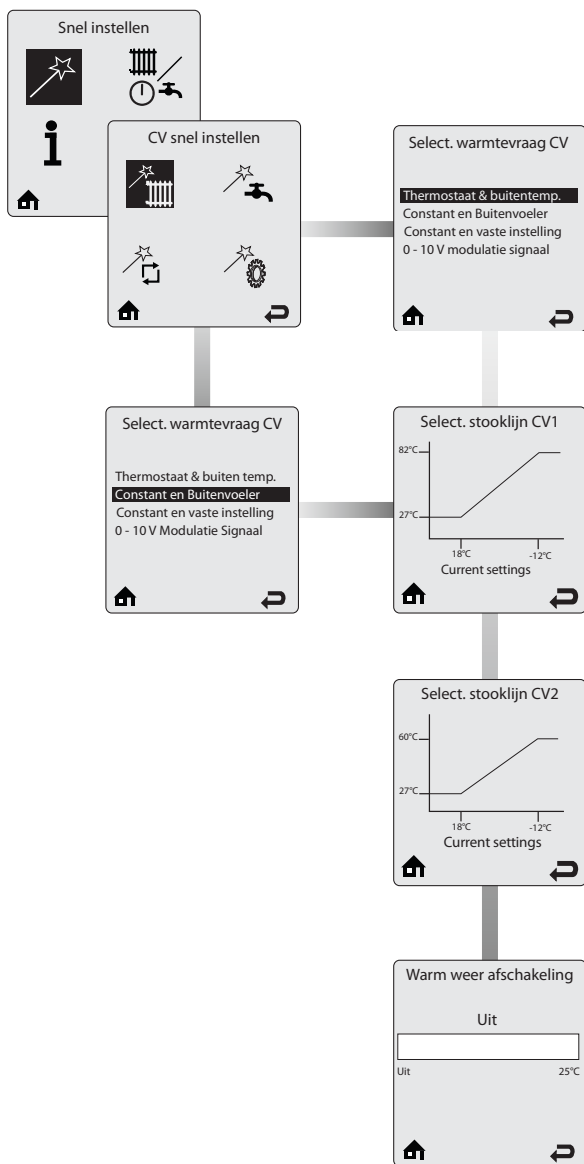 Snel instellen
CV snel instellen
Select. warmtevraag CV
Thermostaat & buitentemp.
Constant en Buitenvoeler
Constant en vaste instelling
0 - 10 V modulatie signaal
Select. warmtevraag CV
Thermostaat & buiten temp.
Constant en Buitenvoeler
Constant en vaste instelling
0 - 10 V Modulatie Signaal
Select. stooklijn CV1
82°C
27°C
18°C -12°C
Current settings
Select. stooklijn CV2
60°C
27°C
18°C -12°C
Current settings
Warm weer afschakeling
Uit
Uit 25°C